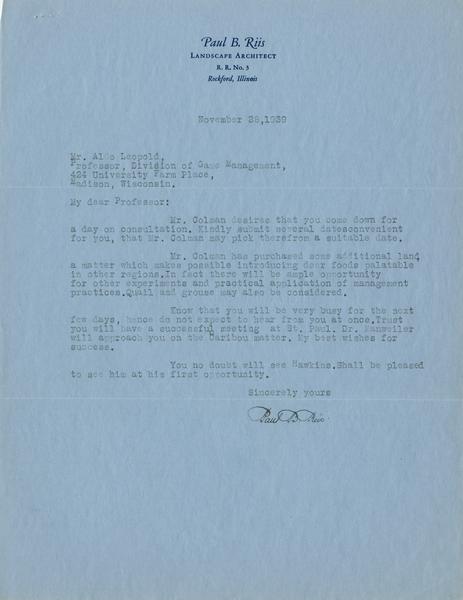 Paul B. Riis
LANDSCAPE ARCHITECT
R. R. No. 3
Rockford, Illinois
November 28,1939
Mr. Aldo Leopold,
Professor, Division of Game Management,
424 University Farm Place,
Madison, Wisconsin.
My dear Professor:
Mr. Colman desires that you come down for
a day on consultation. Kindly submit several datesconvenient
for you, that Mr. Colman may pick therefrom a suitable date.
Mr. Colman has purchased some additional land,
a matter which makes possible introducing deer foods palatable
in other regions.In fact there will be ample opportunity
for other experiments and practical application of management
practices.Quail and grouse may also be considered.
Know that you will be very busy for the next
few days, hence do not expect to hear from you at once.Trust
you will have a successful meeting at St. Paul. Dr. Manweiler
will approach you on the Caribou matter. My best wishes for
success.
You no doubt will see Hawkins.Shall be pleased
to see him at his first opportunity.
Sincerely yours
Paul B. Riis